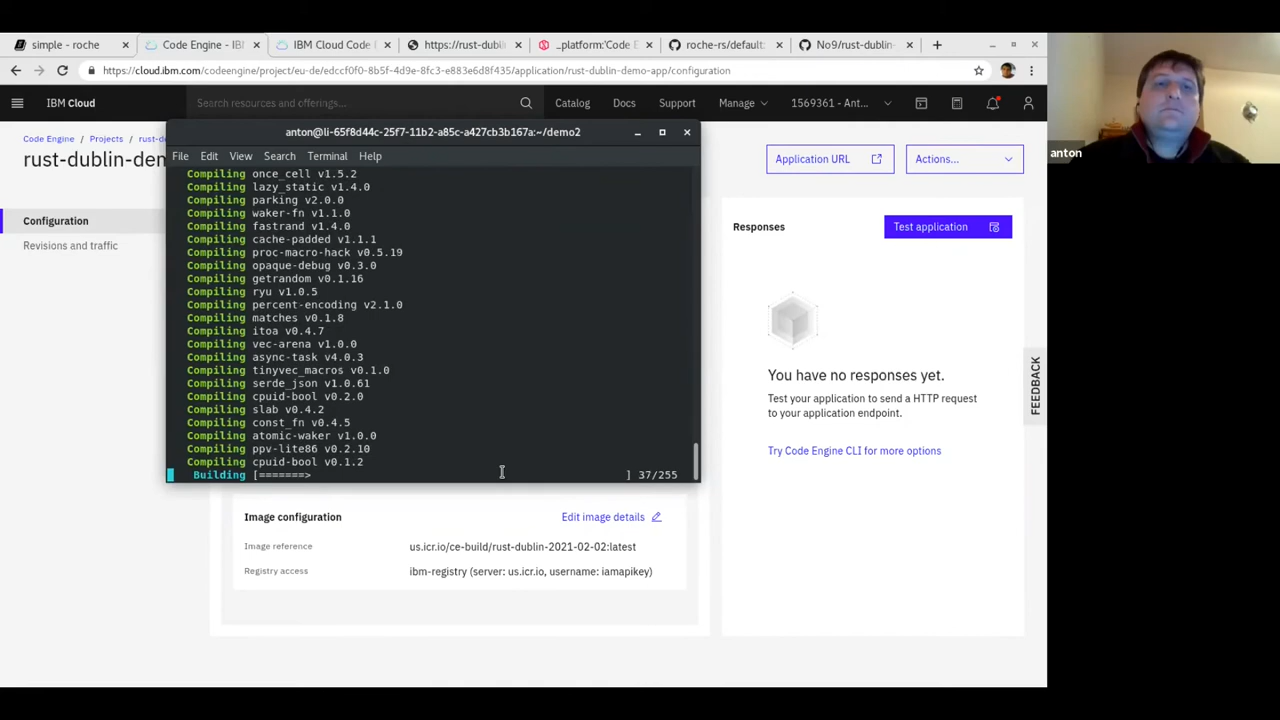 simple - roche
Code Engine - IB
IBM Cloud Code
https://rust-dubli
_platform:'Code E
roche-rs/default:
No9/rust-dublin-
https://cloud.ibm.com/codeengine/project/eu-de/edccf0f0-8b5f-4d9e-8fc3-e883e6d8f435/application/rust-dublin-demo-app/configuration
IBM Cloud
Search resources and offerings...
Catalog
Docs
Support
Manage
1569361 - Ant...
Code Engine / Projects / rust-d
rust-dublin-dem
Application URL
Actions...
Configuration
Revisions and traffic
anton@li-65f8d44c-25f7-11b2-a85c-a427cb3b167a:~/demo2
File Edit View Search Terminal Help
Compiling once_cell v1.5.2
Compiling lazy_static v1.4.0
Compiling parking v2.0.0
Compiling waker-fn v1.1.0
Compiling fastrand v1.4.0
Compiling cache-padded v1.1.1
Compiling proc-macro-hack v0.5.19
Compiling opaque-debug v0.3.0
Compiling getrandom v0.1.16
Compiling ryu v1.0.5
Compiling percent-encoding v2.1.0
Compiling matches v0.1.8
Compiling itoa v0.4.7
Compiling vec-arena v1.0.0
Compiling async-task v4.0.3
Compiling tinyvec_macros v0.1.0
Compiling serde_json v1.0.61
Compiling cpuid-bool v0.2.0
Compiling slab v0.4.2
Compiling const_fn v0.4.5
Compiling atomic-waker v1.0.0
Compiling ppv-lite86 v0.2.10
Compiling cpuid-bool v0.1.2
Building [=======> ] 37/255
Image configuration
Edit image details
Image reference
us.icr.io/ce-build/rust-dublin-2021-02-02:latest
Registry access
ibm-registry (server: us.icr.io, username: iamapikey)
Responses
Test application
You have no responses yet.
Test your application to send a HTTP request
to your application endpoint.
Try Code Engine CLI for more options
FEEDBACK
anton